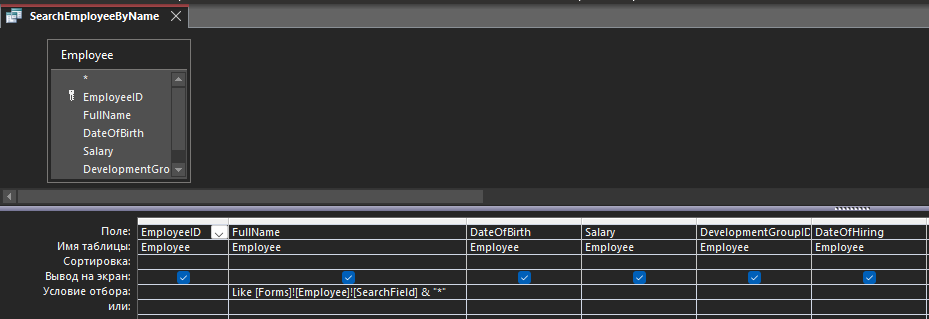 SearchEmployeeByName
Employee
*
EmployeeID
FullName
DateOfBirth
Salary
DevelopmentGro
Поле: EmployeeID FullName DateOfBirth Salary DevelopmentGroupID DateOfHiring
Имя таблицы: Employee Employee Employee Employee Employee Employee
Сортировка:
Вывод на экран:
Условие отбора: Like [Forms]![Employee]![SearchField] & "*"
или: